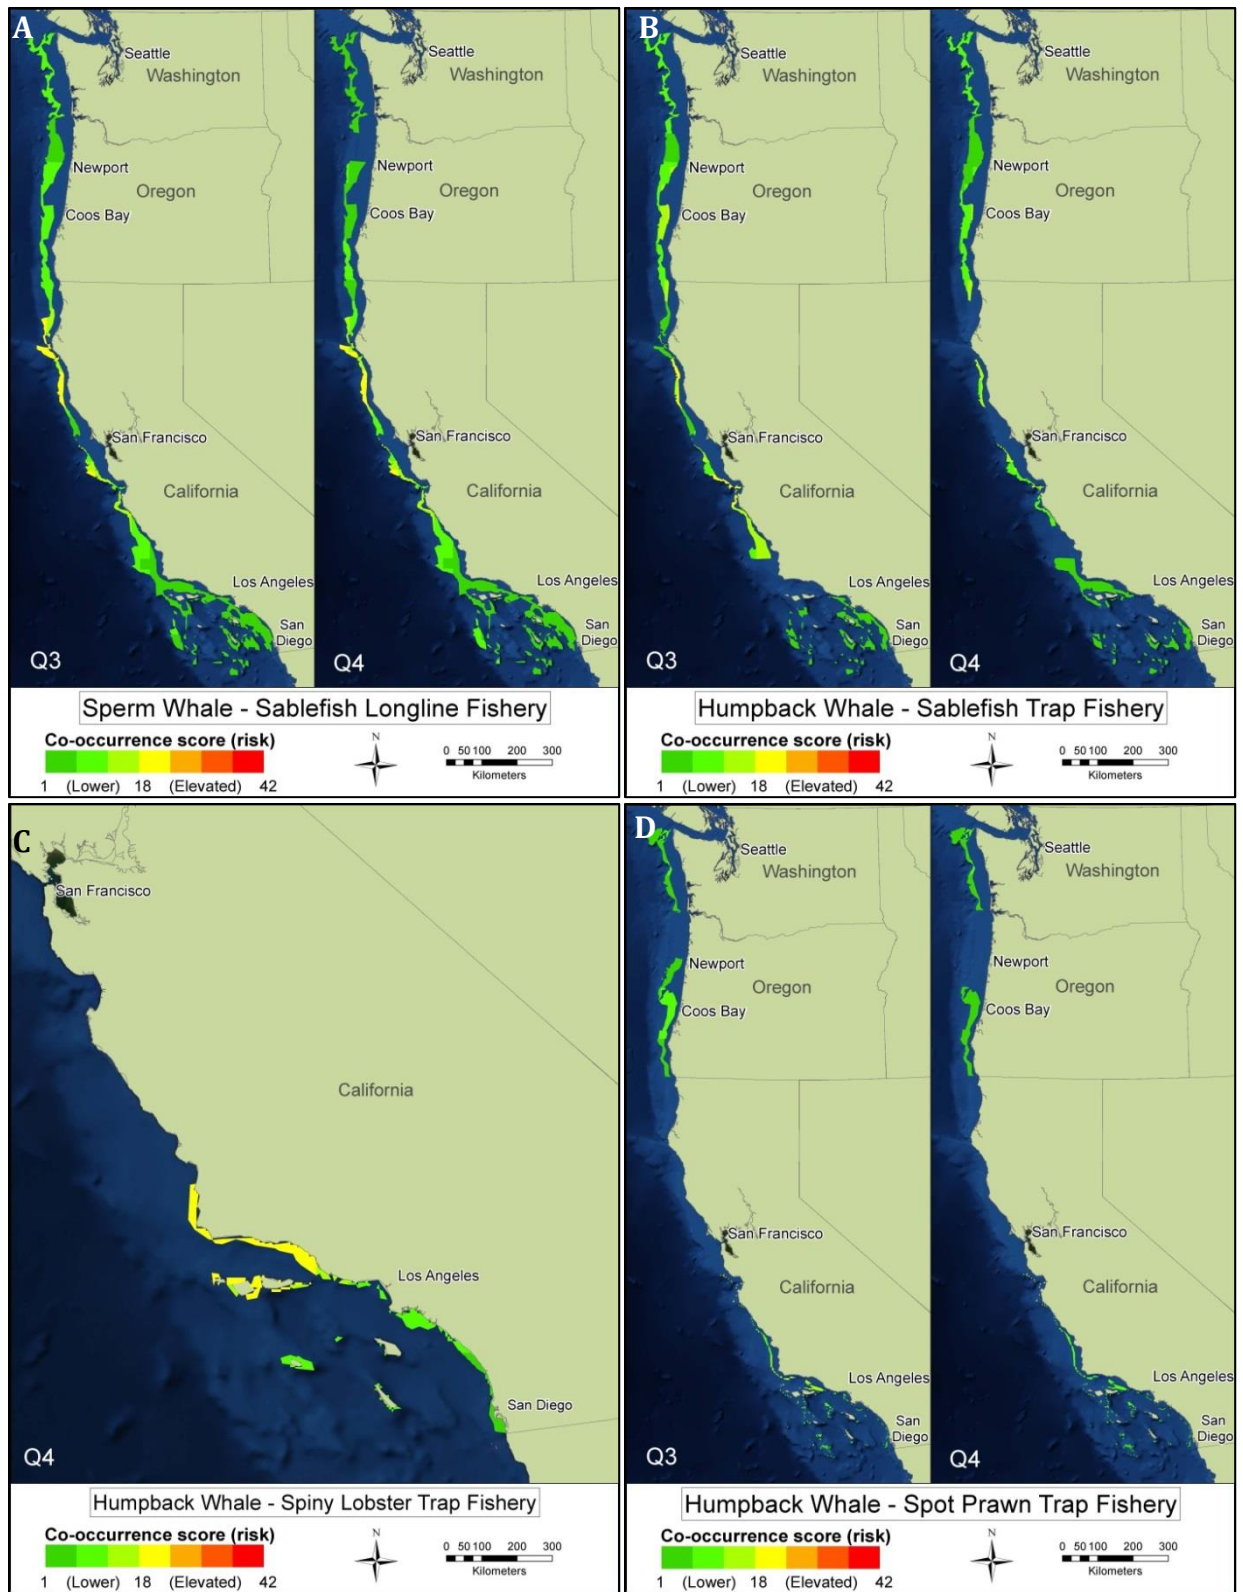 A
Seattle
Washington
Newport
Oregon
Coos Bay
San Francisco
California
Los Angeles
San
Diego
Q3
Seattle
Washington
Newport
Oregon
Coos Bay
San Francisco
California
Los Angeles
San
Diego
Q4
Sperm Whale - Sablefish Longline Fishery
Co-occurrence score (risk)
1 (Lower) 18 (Elevated) 42
N
0 50 100 200 300
Kilometers
B
Seattle
Washington
Newport
Oregon
Coos Bay
San Francisco
California
Los Angeles
San
Diego
Q3
Seattle
Washington
Newport
Oregon
Coos Bay
San Francisco
California
Los Angeles
San
Diego
Q4
Humpback Whale - Sablefish Trap Fishery
Co-occurrence score (risk)
1 (Lower) 18 (Elevated) 42
N
0 50 100 200 300
Kilometers
C
San Francisco
California
Los Angeles
San Diego
Q4
Humpback Whale - Spiny Lobster Trap Fishery
Co-occurrence score (risk)
1 (Lower) 18 (Elevated) 42
N
0 50 100 200 300
Kilometers
D
Seattle
Washington
Newport
Oregon
Coos Bay
San Francisco
California
Los Angeles
San
Diego
Q3
Seattle
Washington
Newport
Oregon
Coos Bay
San Francisco
California
Los Angeles
San
Diego
Q4
Humpback Whale - Spot Prawn Trap Fishery
Co-occurrence score (risk)
1 (Lower) 18 (Elevated) 42
N
0 50 100 200 300
Kilometers